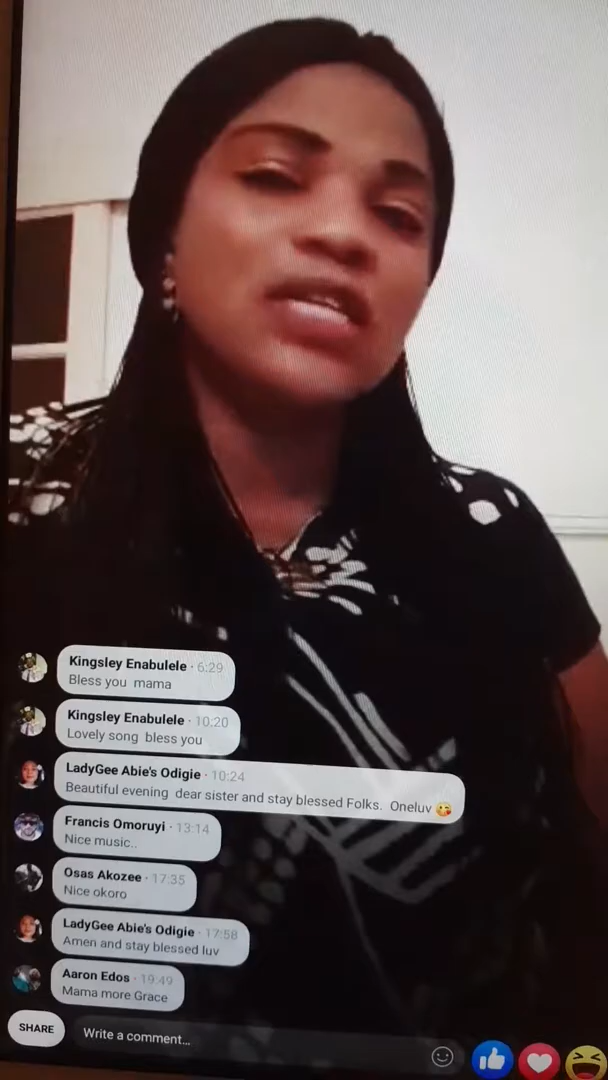 Kingsley Enabulele · 6:29
Bless you mama
Kingsley Enabulele · 10:20
Lovely song bless you
LadyGee Abie's Odigie · 10:24
Beautiful evening dear sister and stay blessed Folks. Oneluv 😘
Francis Omoruyi · 13:14
Nice music..
Osas Akozee · 17:35
Nice okoro
LadyGee Abie's Odigie · 17:58
Amen and stay blessed luv
Aaron Edos · 19:49
Mama more Grace
SHARE
Write a comment...